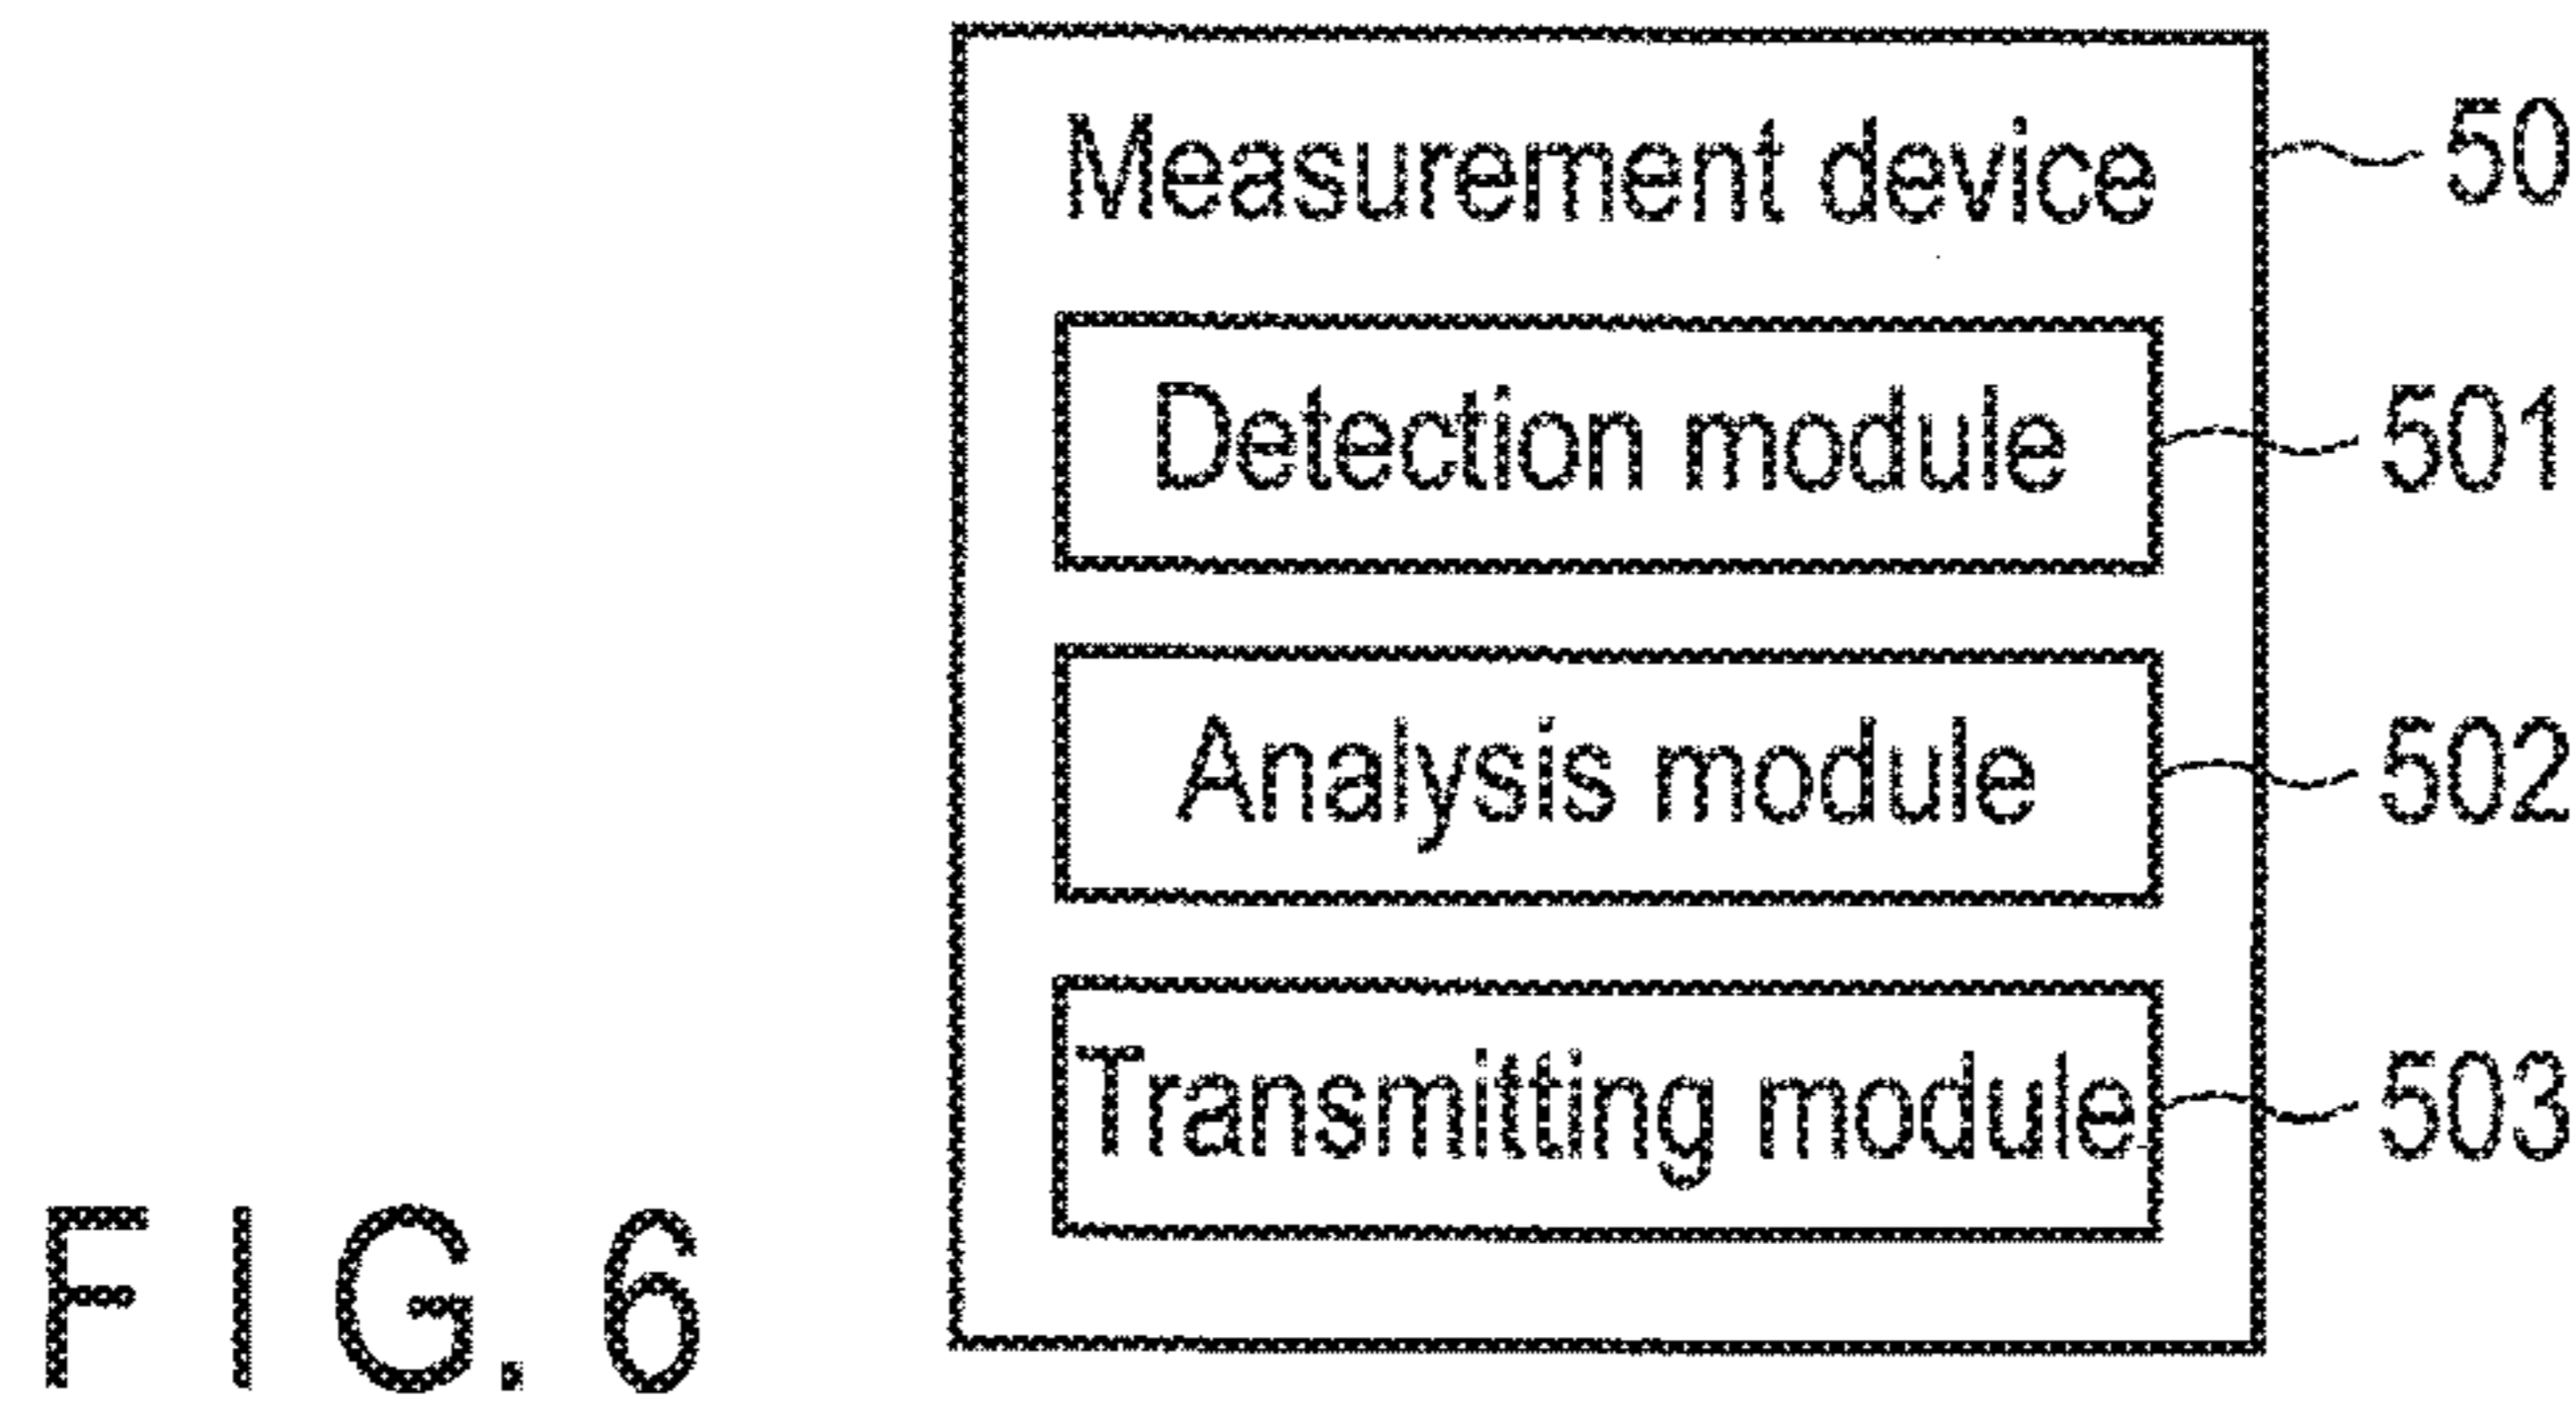 Measurement device 50
Detection module 501
Analysis module 502
Transmitting module 503
FIG. 6